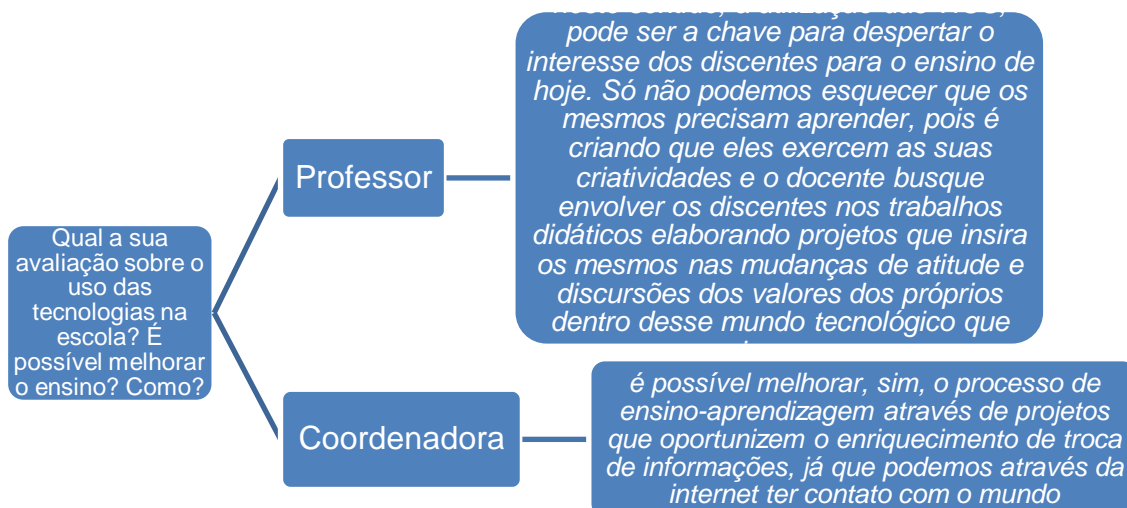 Qual a sua
avaliação sobre o
uso das
tecnologias na
escola? É
possível melhorar
o ensino? Como?
Professor
pode ser a chave para despertar o
interesse dos discentes para o ensino de
hoje. Só não podemos esquecer que os
mesmos precisam aprender, pois é
criando que eles exercem as suas
criatividades e o docente busque
envolver os discentes nos trabalhos
didáticos elaborando projetos que insira
os mesmos nas mudanças de atitude e
discursões dos valores dos próprios
dentro desse mundo tecnológico que
Coordenadora
é possível melhorar, sim, o processo de
ensino-aprendizagem através de projetos
que oportunizem o enriquecimento de troca
de informações, já que podemos através da
internet ter contato com o mundo